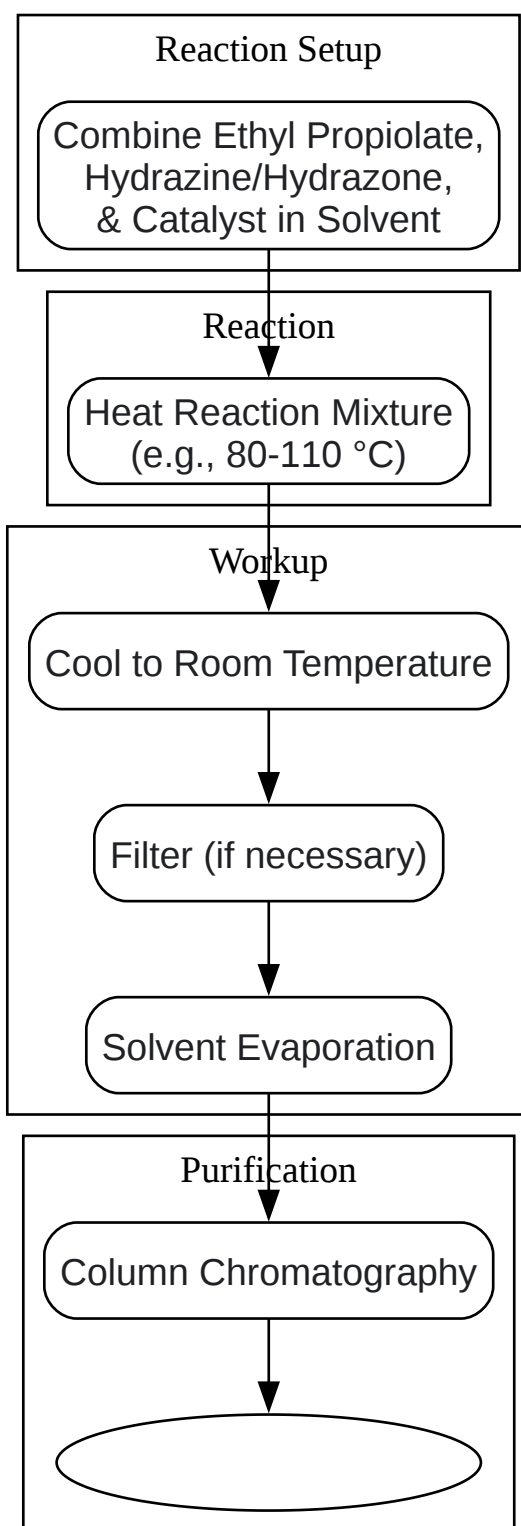 Reaction Setup
Combine Ethyl Propiolate,
Hydrazine/Hydrazone,
& Catalyst in Solvent
Reaction
Heat Reaction Mixture
(e.g., 80-110 °C)
Workup
Cool to Room Temperature
Filter (if necessary)
Solvent Evaporation
Purification
Column Chromatography